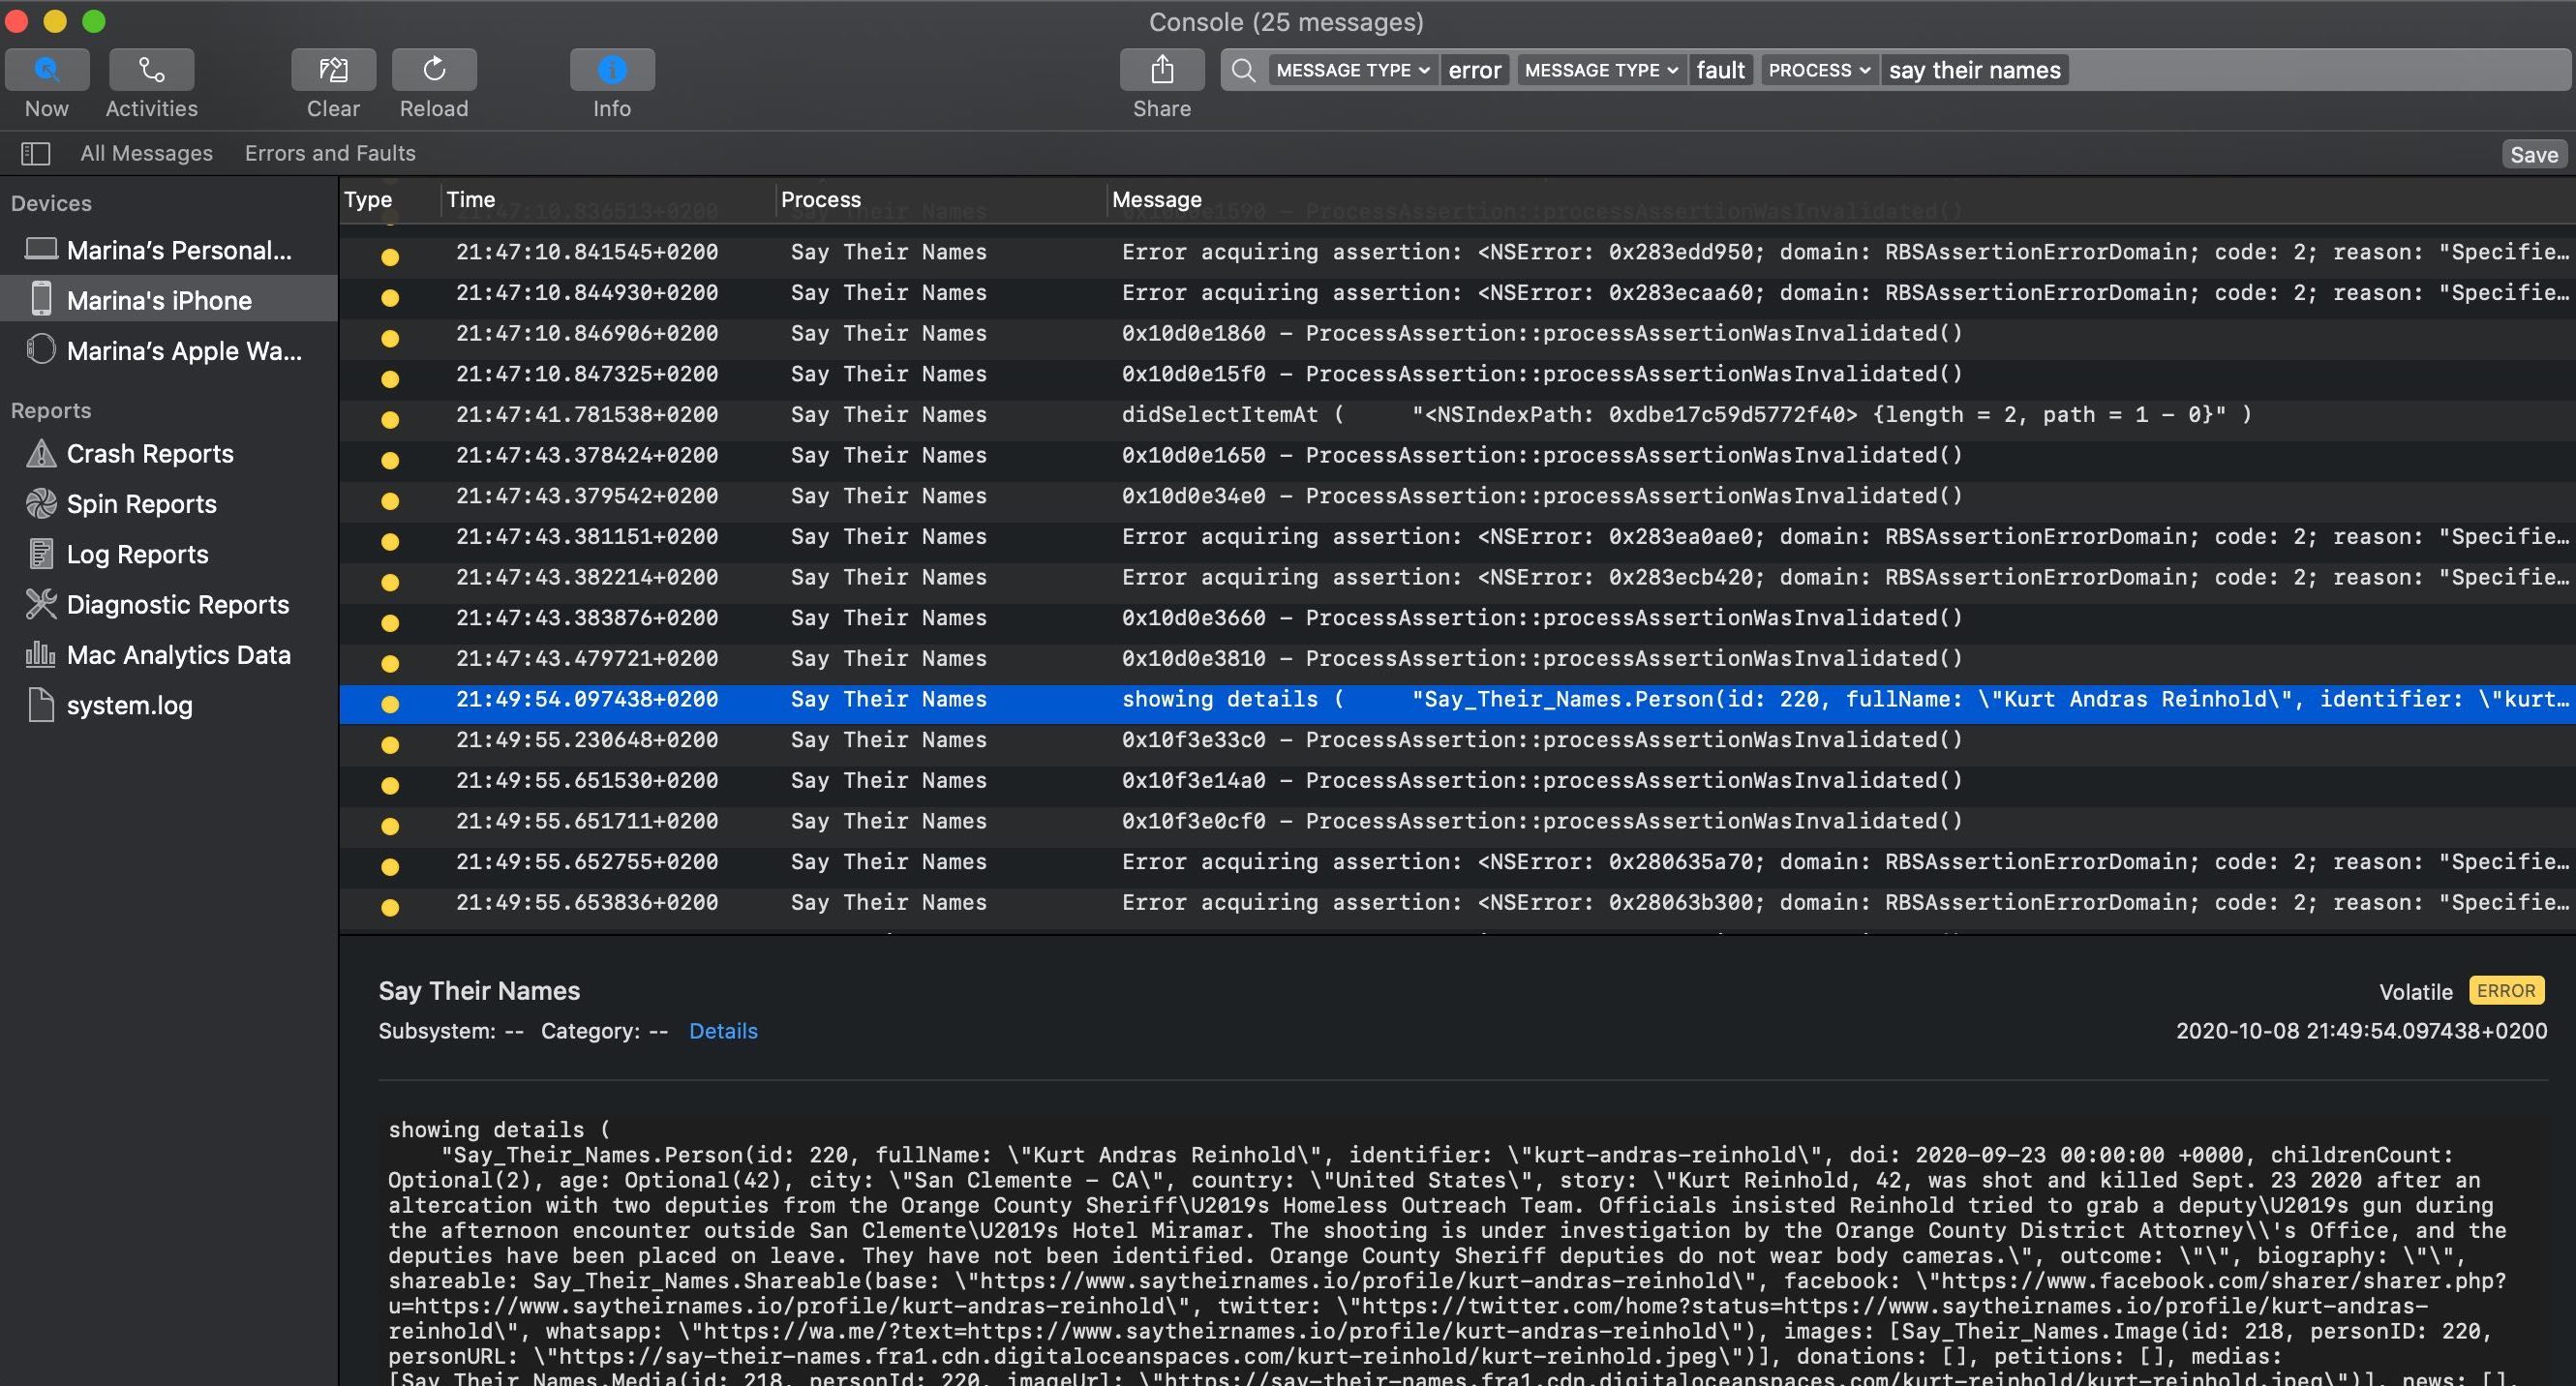 Console (25 messages)
MESSAGE TYPE error MESSAGE TYPE fault PROCESS say their names
Now Activities Clear Reload Info Share
All Messages Errors and Faults Save
Devices
Marina’s Personal...
Marina's iPhone
Marina’s Apple Wa...
Reports
Crash Reports
Spin Reports
Log Reports
Diagnostic Reports
Mac Analytics Data
system.log
Type Time Process Message
21:47:10.841545+0200 Say Their Names Error acquiring assertion: <NSError: 0x283edd950; domain: RBSAssertionErrorDomain; code: 2; reason: "Specifie…
21:47:10.844930+0200 Say Their Names Error acquiring assertion: <NSError: 0x283ecaa60; domain: RBSAssertionErrorDomain; code: 2; reason: "Specifie…
21:47:10.846906+0200 Say Their Names 0x10d0e1860 – ProcessAssertion::processAssertionWasInvalidated()
21:47:10.847325+0200 Say Their Names 0x10d0e15f0 – ProcessAssertion::processAssertionWasInvalidated()
21:47:41.781538+0200 Say Their Names didSelectItemAt ( "<NSIndexPath: 0xdbe17c59d5772f40> {length = 2, path = 1 – 0}" )
21:47:43.378424+0200 Say Their Names 0x10d0e1650 – ProcessAssertion::processAssertionWasInvalidated()
21:47:43.379542+0200 Say Their Names 0x10d0e34e0 – ProcessAssertion::processAssertionWasInvalidated()
21:47:43.381151+0200 Say Their Names Error acquiring assertion: <NSError: 0x283ea0ae0; domain: RBSAssertionErrorDomain; code: 2; reason: "Specifie…
21:47:43.382214+0200 Say Their Names Error acquiring assertion: <NSError: 0x283ecb420; domain: RBSAssertionErrorDomain; code: 2; reason: "Specifie…
21:47:43.383876+0200 Say Their Names 0x10d0e3660 – ProcessAssertion::processAssertionWasInvalidated()
21:47:43.479721+0200 Say Their Names 0x10d0e3810 – ProcessAssertion::processAssertionWasInvalidated()
21:49:54.097438+0200 Say Their Names showing details ( "Say_Their_Names.Person(id: 220, fullName: \"Kurt Andras Reinhold\", identifier: \"kurt…
21:49:55.230648+0200 Say Their Names 0x10f3e33c0 – ProcessAssertion::processAssertionWasInvalidated()
21:49:55.651530+0200 Say Their Names 0x10f3e14a0 – ProcessAssertion::processAssertionWasInvalidated()
21:49:55.651711+0200 Say Their Names 0x10f3e0cf0 – ProcessAssertion::processAssertionWasInvalidated()
21:49:55.652755+0200 Say Their Names Error acquiring assertion: <NSError: 0x280635a70; domain: RBSAssertionErrorDomain; code: 2; reason: "Specifie…
21:49:55.653836+0200 Say Their Names Error acquiring assertion: <NSError: 0x28063b300; domain: RBSAssertionErrorDomain; code: 2; reason: "Specifie…
Say Their Names Volatile ERROR
Subsystem: -- Category: -- Details 2020-10-08 21:49:54.097438+0200
showing details (
"Say_Their_Names.Person(id: 220, fullName: \"Kurt Andras Reinhold\", identifier: \"kurt-andras-reinhold\", doi: 2020-09-23 00:00:00 +0000, childrenCount:
Optional(2), age: Optional(42), city: \"San Clemente – CA\", country: \"United States\", story: \"Kurt Reinhold, 42, was shot and killed Sept. 23 2020 after an
altercation with two deputies from the Orange County Sheriff\U2019s Homeless Outreach Team. Officials insisted Reinhold tried to grab a deputy\U2019s gun during
the afternoon encounter outside San Clemente\U2019s Hotel Miramar. The shooting is under investigation by the Orange County District Attorney\\'s Office, and the
deputies have been placed on leave. They have not been identified. Orange County Sheriff deputies do not wear body cameras.\", outcome: \"\", biography: \"\",
shareable: Say_Their_Names.Shareable(base: \"https://www.saytheirnames.io/profile/kurt-andras-reinhold\", facebook: \"https://www.facebook.com/sharer/sharer.php?
u=https://www.saytheirnames.io/profile/kurt-andras-reinhold\", twitter: \"https://twitter.com/home?status=https://www.saytheirnames.io/profile/kurt-andras-
reinhold\", whatsapp: \"https://wa.me/?text=https://www.saytheirnames.io/profile/kurt-andras-reinhold\"), images: [Say_Their_Names.Image(id: 218, personID: 220,
personURL: \"https://say-their-names.fra1.cdn.digitaloceanspaces.com/kurt-reinhold/kurt-reinhold.jpeg\")], donations: [], petitions: [], medias:
[Say_Their_Names.Media(id: 218, personId: 220, imageUrl: \"https://say-their-names.fra1.cdn.digitaloceanspaces.com/kurt-reinhold/kurt-reinhold.jpeg\")], news: [],